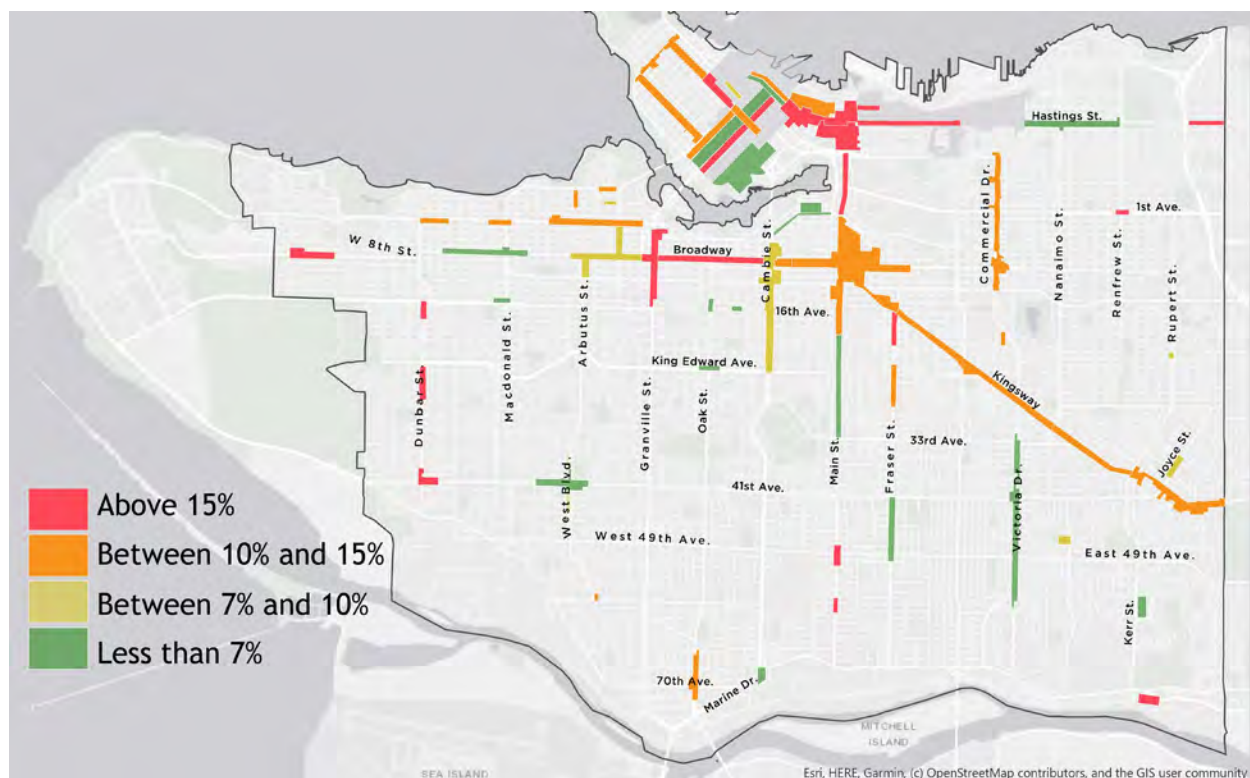 Hastings St.
Commercial Dr.
1st Ave.
W 8th St.
Broadway
Cambie St.
Nanaimo St.
Renfrew St.
Rupert St.
Arbutus St.
Macdonald St.
16th Ave.
King Edward Ave.
Dunbar St.
Granville St.
Oak St.
Main St.
Fraser St.
Kingsway
33rd Ave.
Joyce St.
Victoria Dr.
41st Ave.
West Blvd.
West 49th Ave.
East 49th Ave.
Kerr St.
Above 15%
Between 10% and 15%
Between 7% and 10%
Less than 7%
70th Ave.
Marine Dr.
MITCHELL
ISLAND
SEA ISLAND
Esri, HERE, Garmin, (c) OpenStreetMap contributors, and the GIS user community